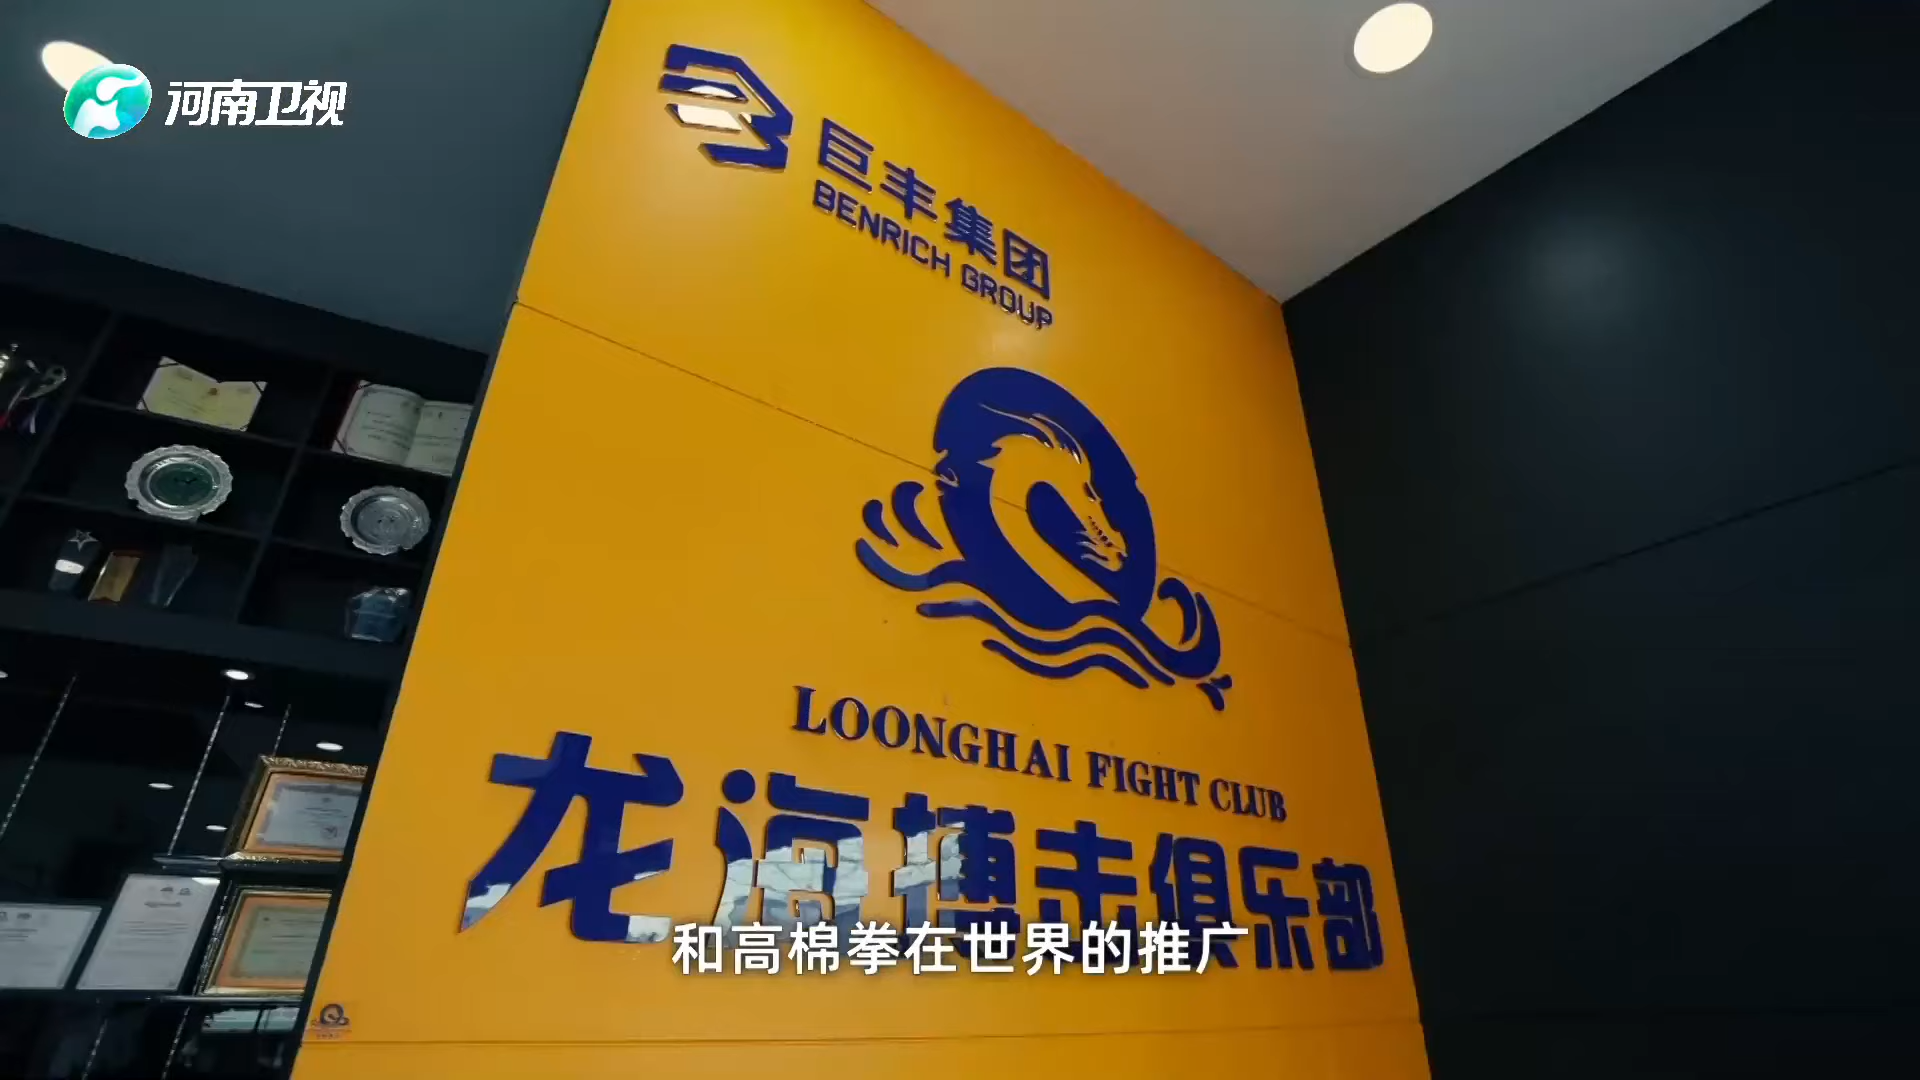 河南卫视
巨丰集团
BENRICH GROUP
LOONGHAI FIGHT CLUB
龙海搏击俱乐部
和高棉拳在世界的推广